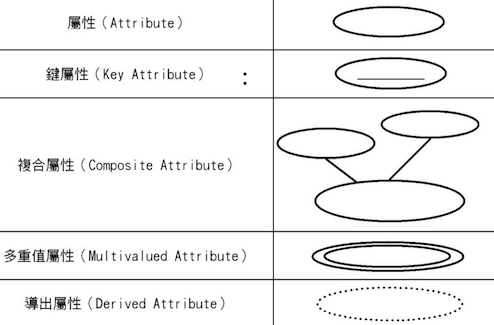 屬性(Attribute)
鍵屬性(Key Attribute) :
複合屬性(Composite Attribute)
多重值屬性(Multivalued Attribute)
導出屬性(Derived Attribute)